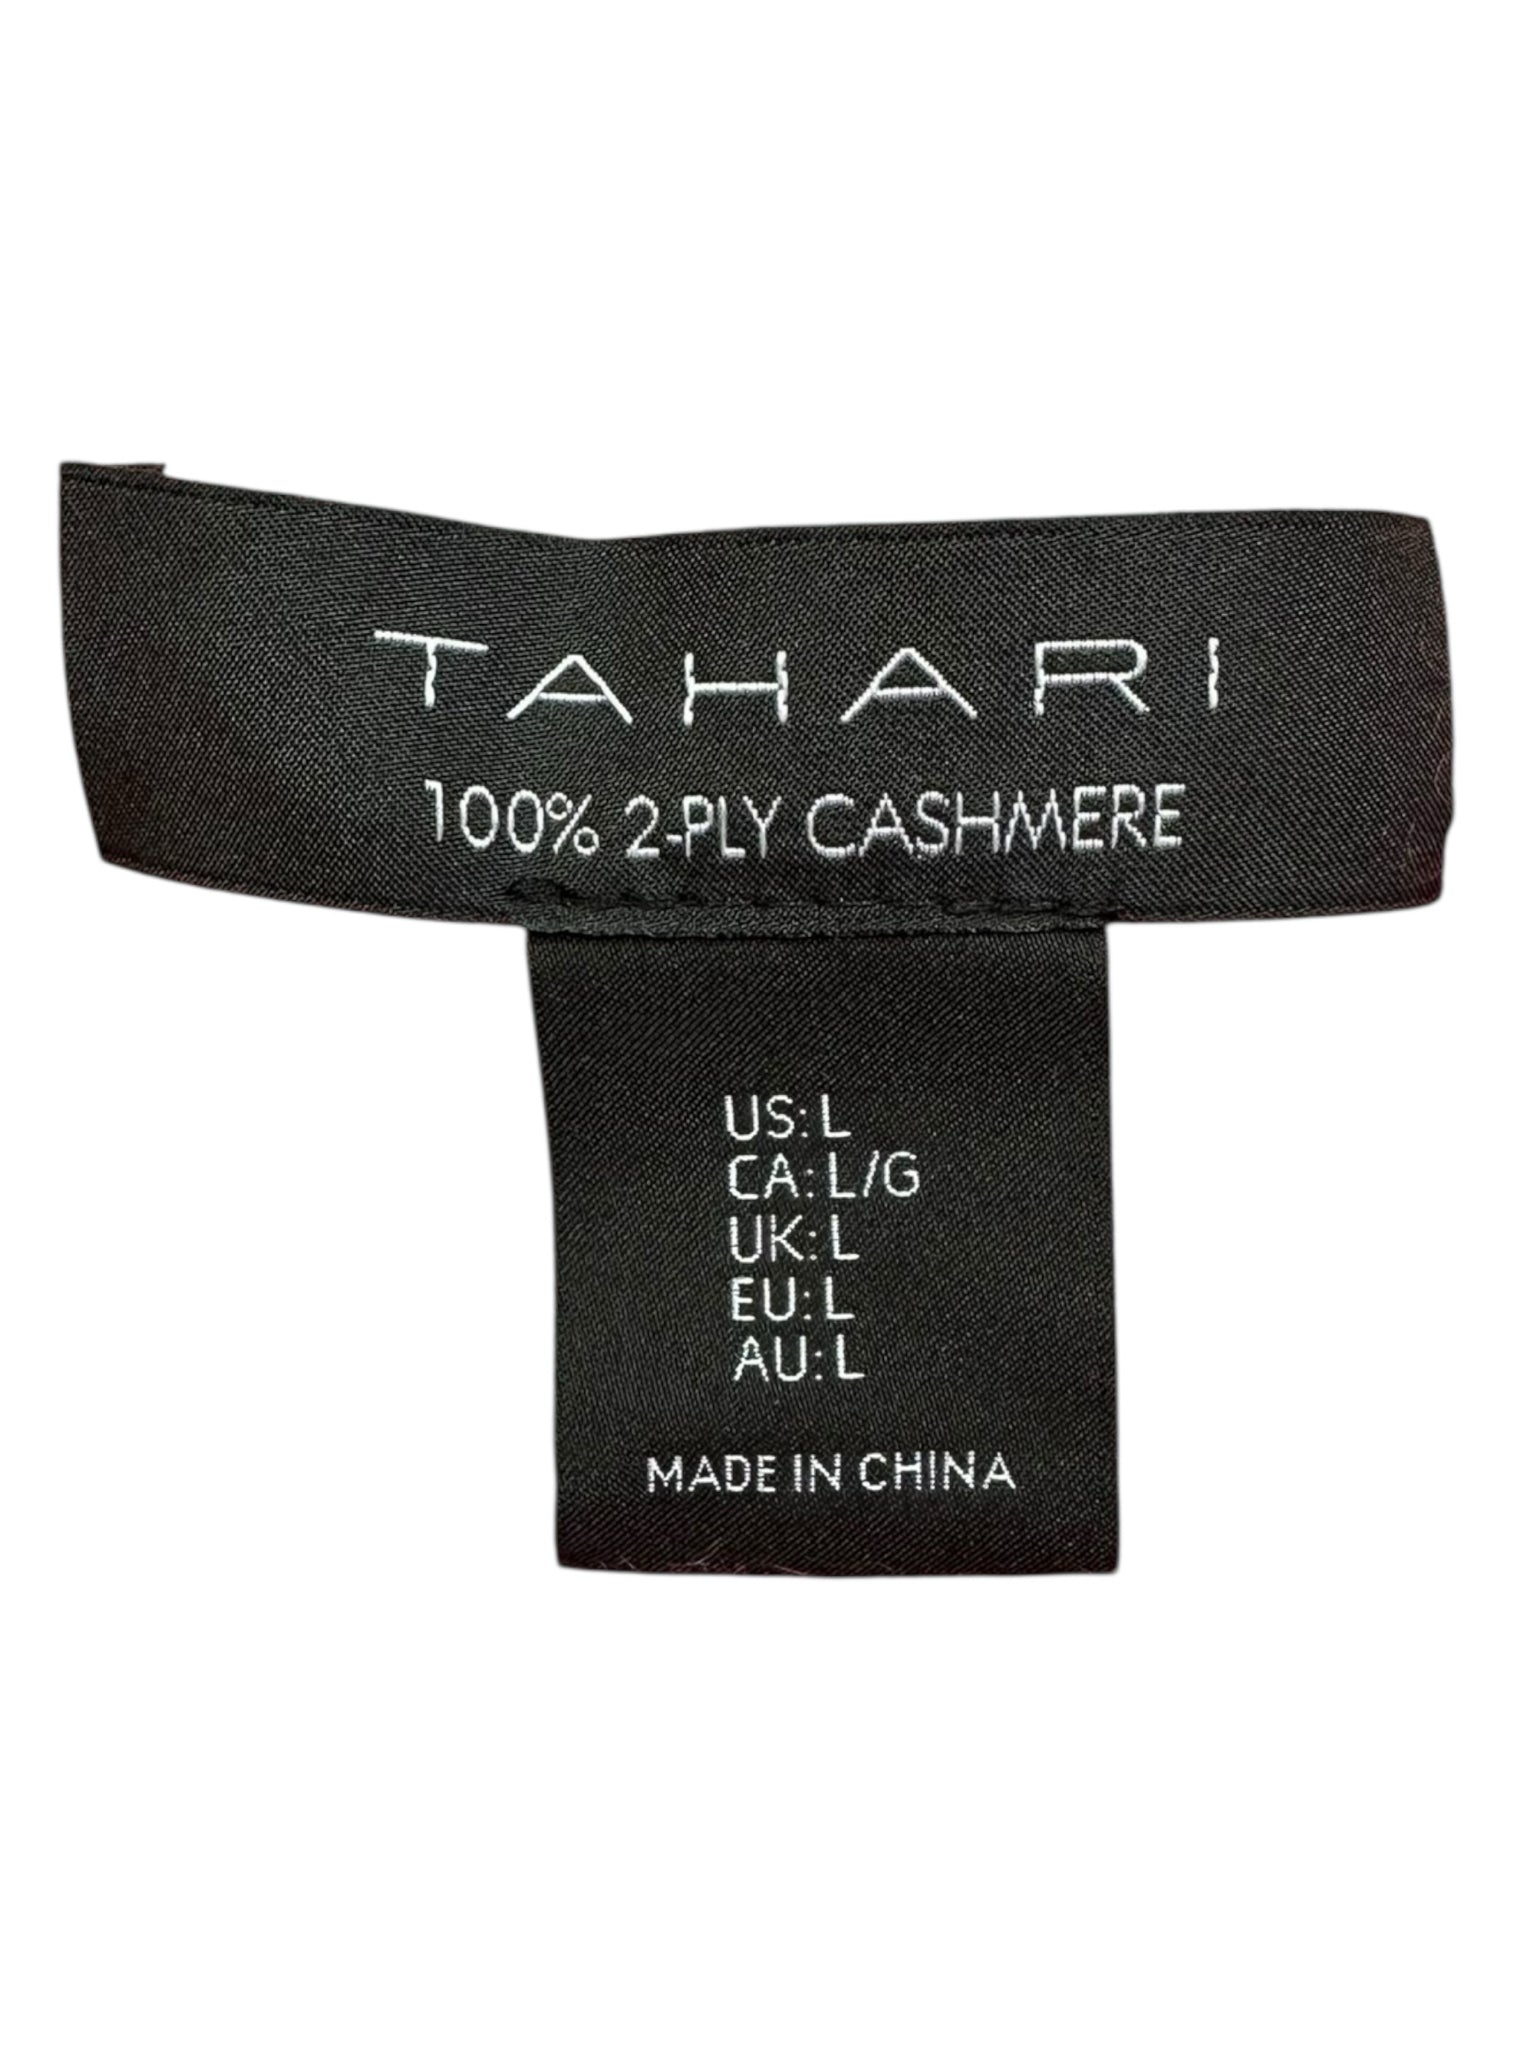 TAHARI
100% 2-PLY CASHMERE
US: L
CA: L/G
UK: L
EU: L
AU: L
MADE IN CHINA